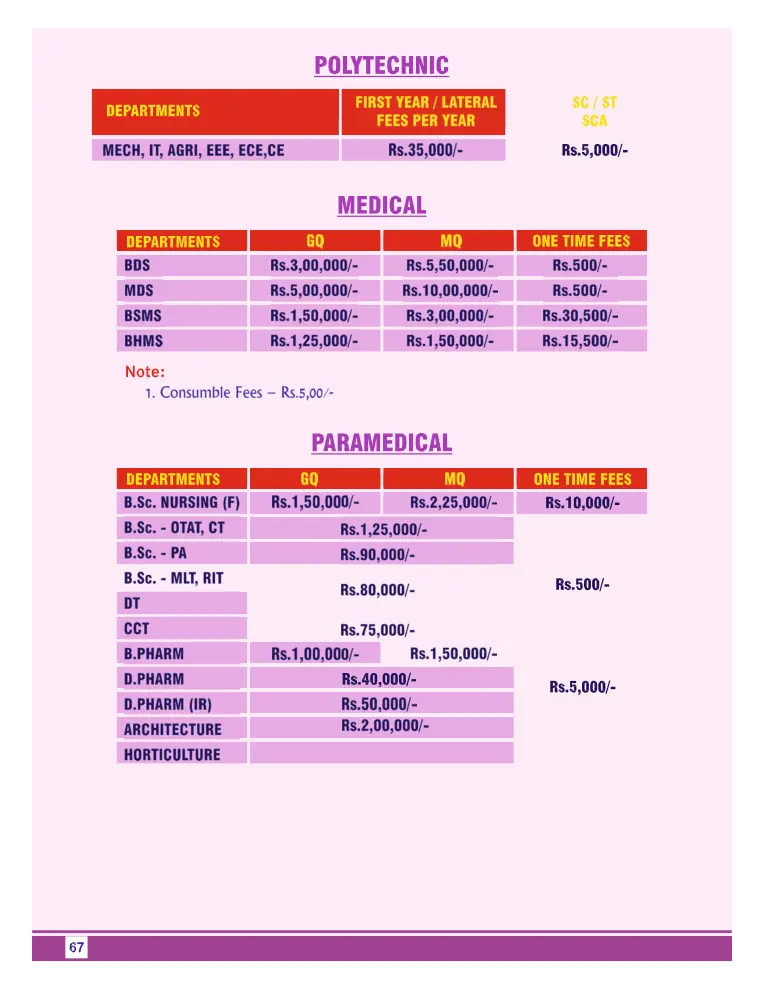 POLYTECHNIC
DEPARTMENTS FIRST YEAR / LATERAL FEES PER YEAR SC / ST SCA
MECH, IT, AGRI, EEE, ECE,CE Rs.35,000/- Rs.5,000/-
MEDICAL
DEPARTMENTS GQ MQ ONE TIME FEES
BDS Rs.3,00,000/- Rs.5,50,000/- Rs.500/-
MDS Rs.5,00,000/- Rs.10,00,000/- Rs.500/-
BSMS Rs.1,50,000/- Rs.3,00,000/- Rs.30,500/-
BHMS Rs.1,25,000/- Rs.1,50,000/- Rs.15,500/-
Note:
1. Consumble Fees – Rs.5,00/-
PARAMEDICAL
DEPARTMENTS GQ MQ ONE TIME FEES
B.Sc. NURSING (F) Rs.1,50,000/- Rs.2,25,000/- Rs.10,000/-
B.Sc. - OTAT, CT Rs.1,25,000/-
B.Sc. - PA Rs.90,000/-
B.Sc. - MLT, RIT
Rs.80,000/- Rs.500/-
DT
CCT Rs.75,000/-
B.PHARM Rs.1,00,000/- Rs.1,50,000/-
D.PHARM Rs.40,000/-
Rs.5,000/-
D.PHARM (IR) Rs.50,000/-
ARCHITECTURE Rs.2,00,000/-
HORTICULTURE
67